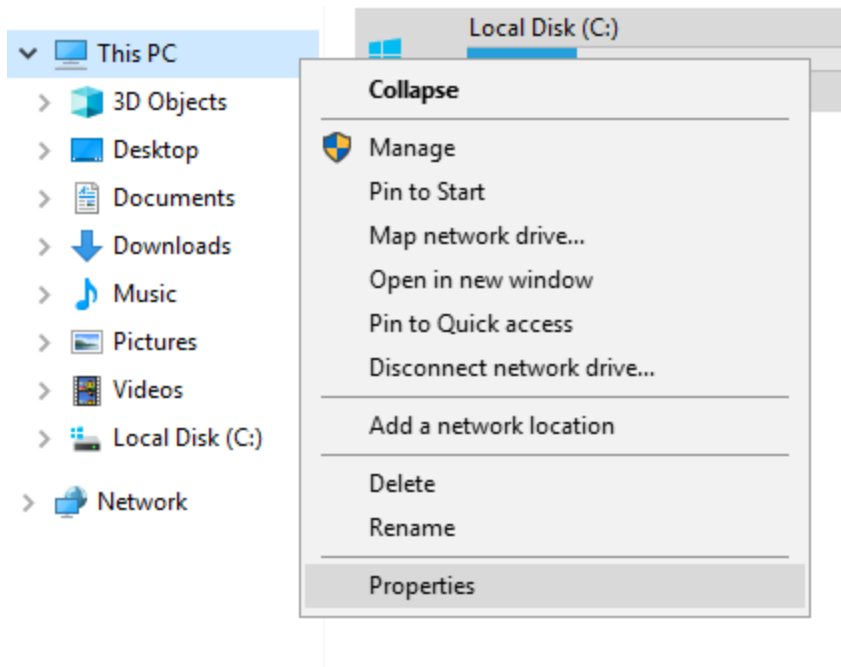 This PC
3D Objects
Desktop
Documents
Downloads
Music
Pictures
Videos
Local Disk (C:)
Network
Local Disk (C:)
Collapse
Manage
Pin to Start
Map network drive...
Open in new window
Pin to Quick access
Disconnect network drive...
Add a network location
Delete
Rename
Properties